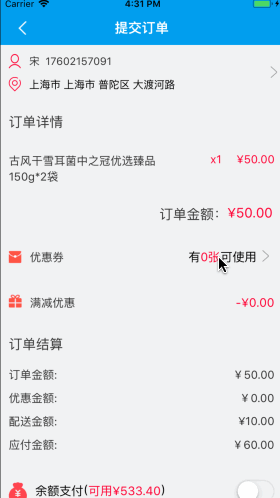 Carrier 4:31 PM
提交订单
宋 17602157091
上海市 上海市 普陀区 大渡河路
订单详情
古风干雪耳菌中之冠优选臻品 x1 ¥50.00
150g*2袋
订单金额：¥50.00
优惠券 有0张可使用
满减优惠 -¥0.00
订单结算
订单金额: ¥50.00
优惠金额: ¥0.00
配送金额: ¥10.00
应付金额: ¥60.00
余额支付(可用¥533.40)